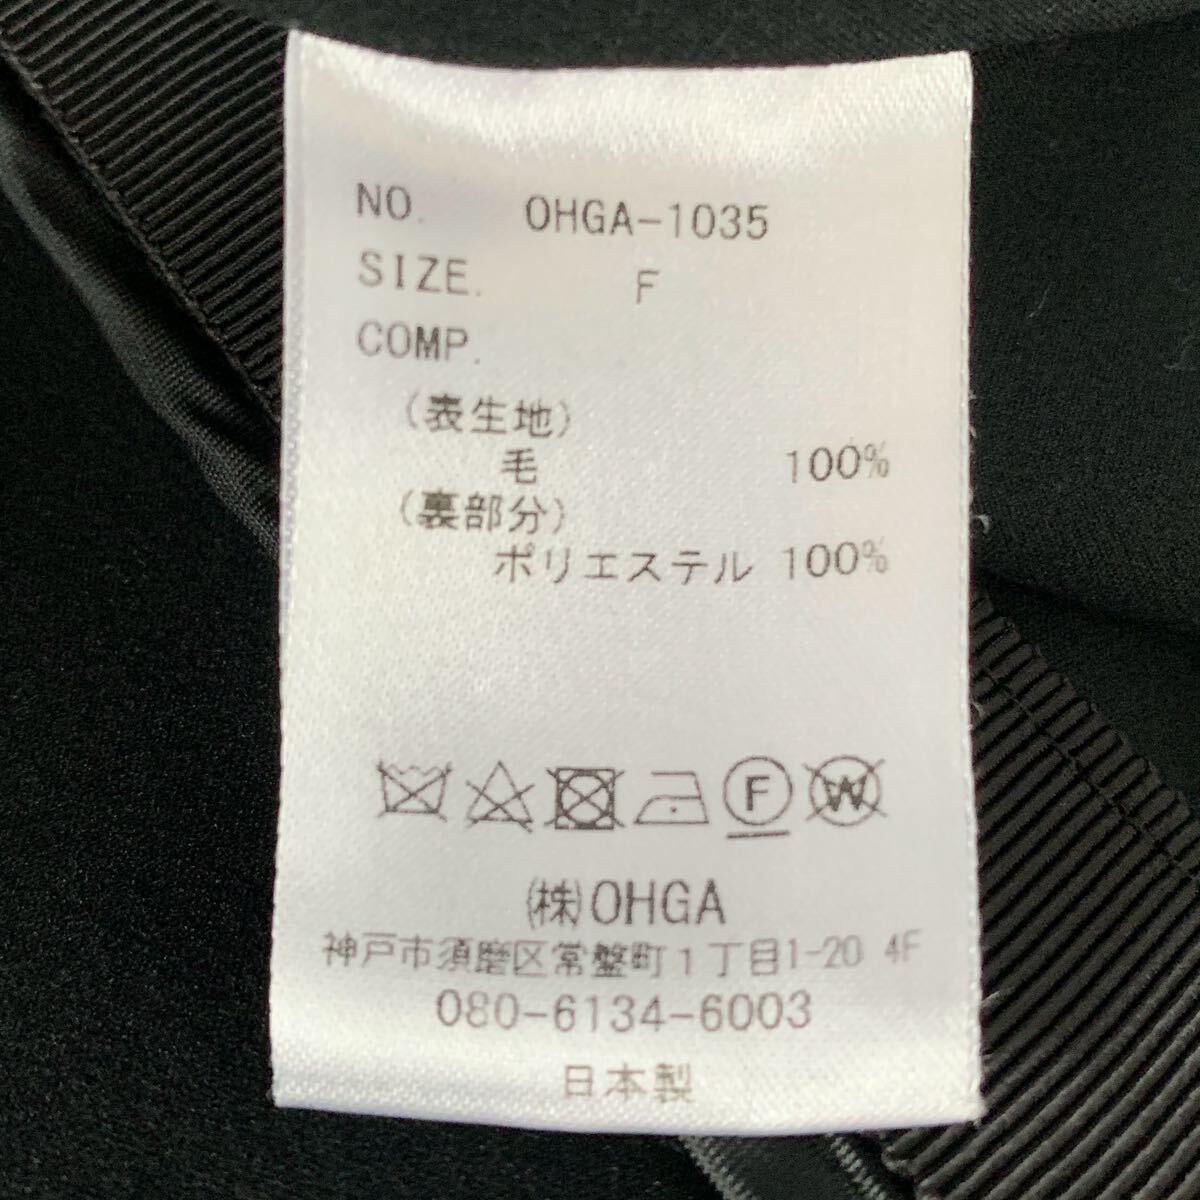 NO. OHGA-1035
SIZE. F
COMP.
(表生地)
毛 100%
(裏部分)
ポリエステル 100%
F W
㈱OHGA
神戸市須磨区常盤町1丁目1-20 4F
080-6134-6003
日本製